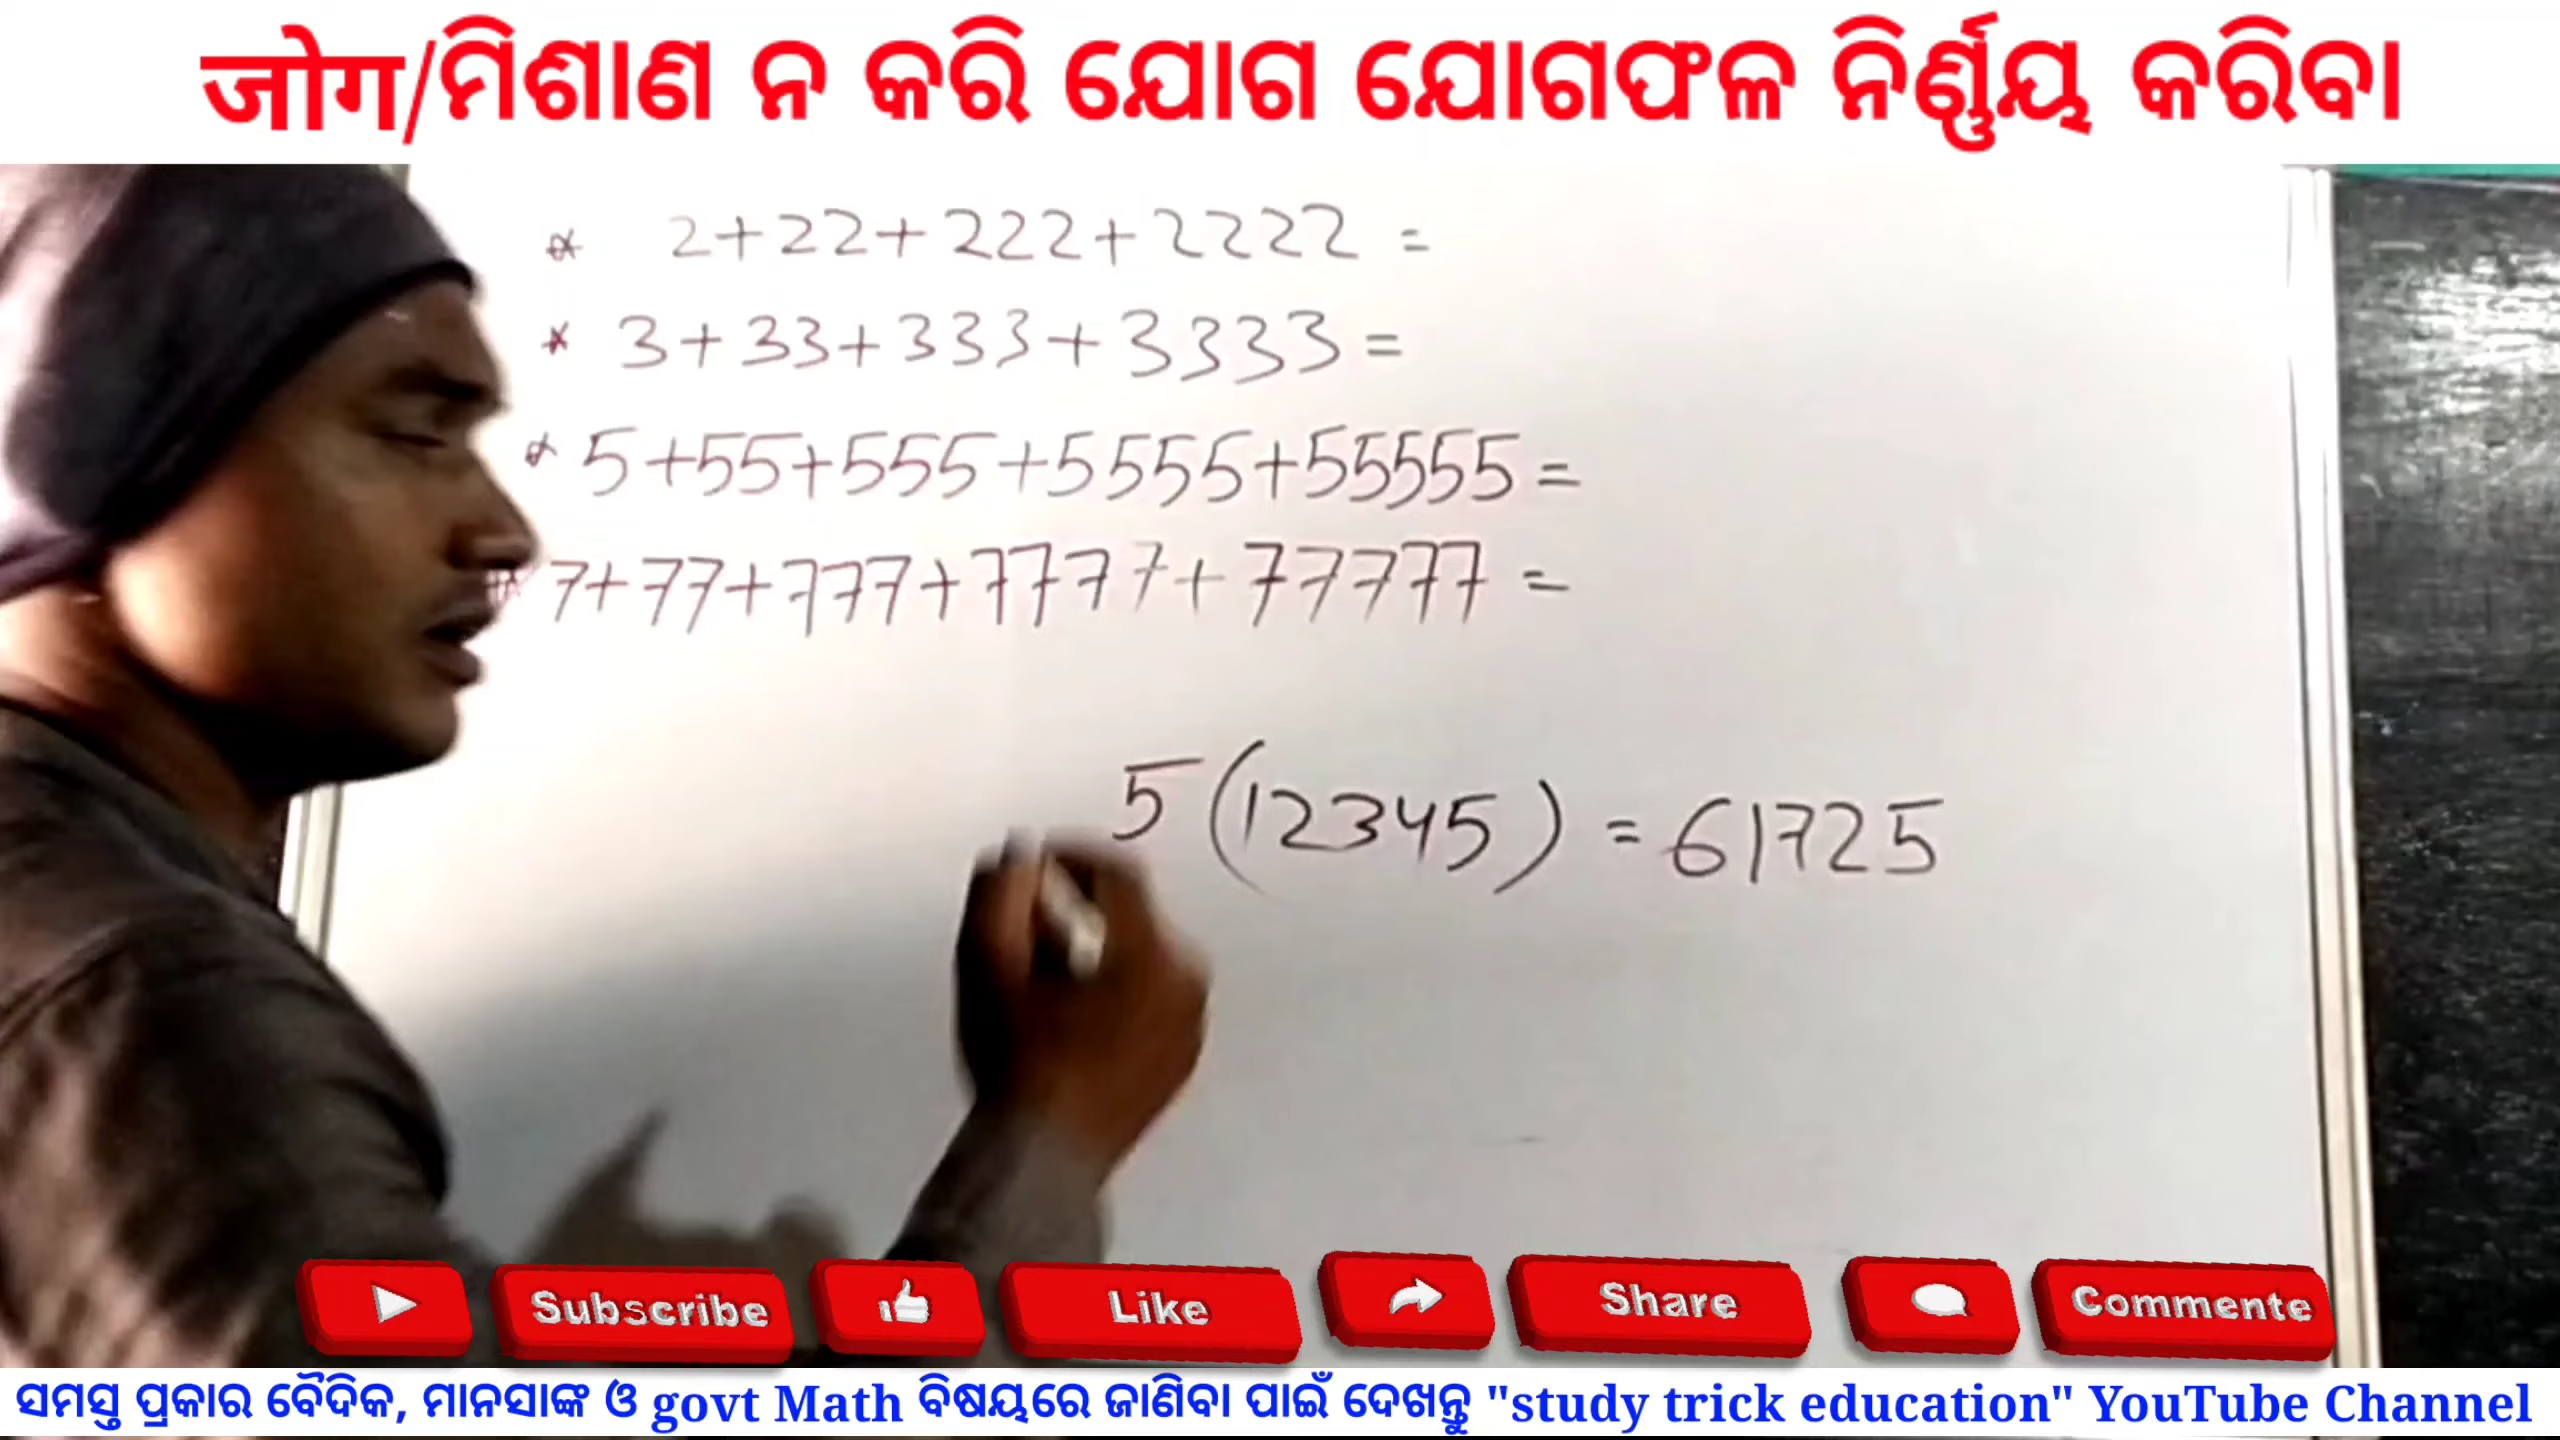 जोग/ମିଶାଣ ନ କରି ଯୋଗ ଯୋଗଫଳ ନିର୍ଣ୍ଣୟ କରିବା
* 2+22+222+2222 =
* 3+33+333+3333 =
* 5+55+555+5555+55555 =
* 7+77+777+7777+77777 =
5(12345) = 61725
Subscribe Like Share Commente
ସମସ୍ତ ପ୍ରକାର ବୈଦିକ, ମାନସାଙ୍କ ଓ govt Math ବିଷୟରେ ଜାଣିବା ପାଇଁ ଦେଖନ୍ତୁ "study trick education" YouTube Channel